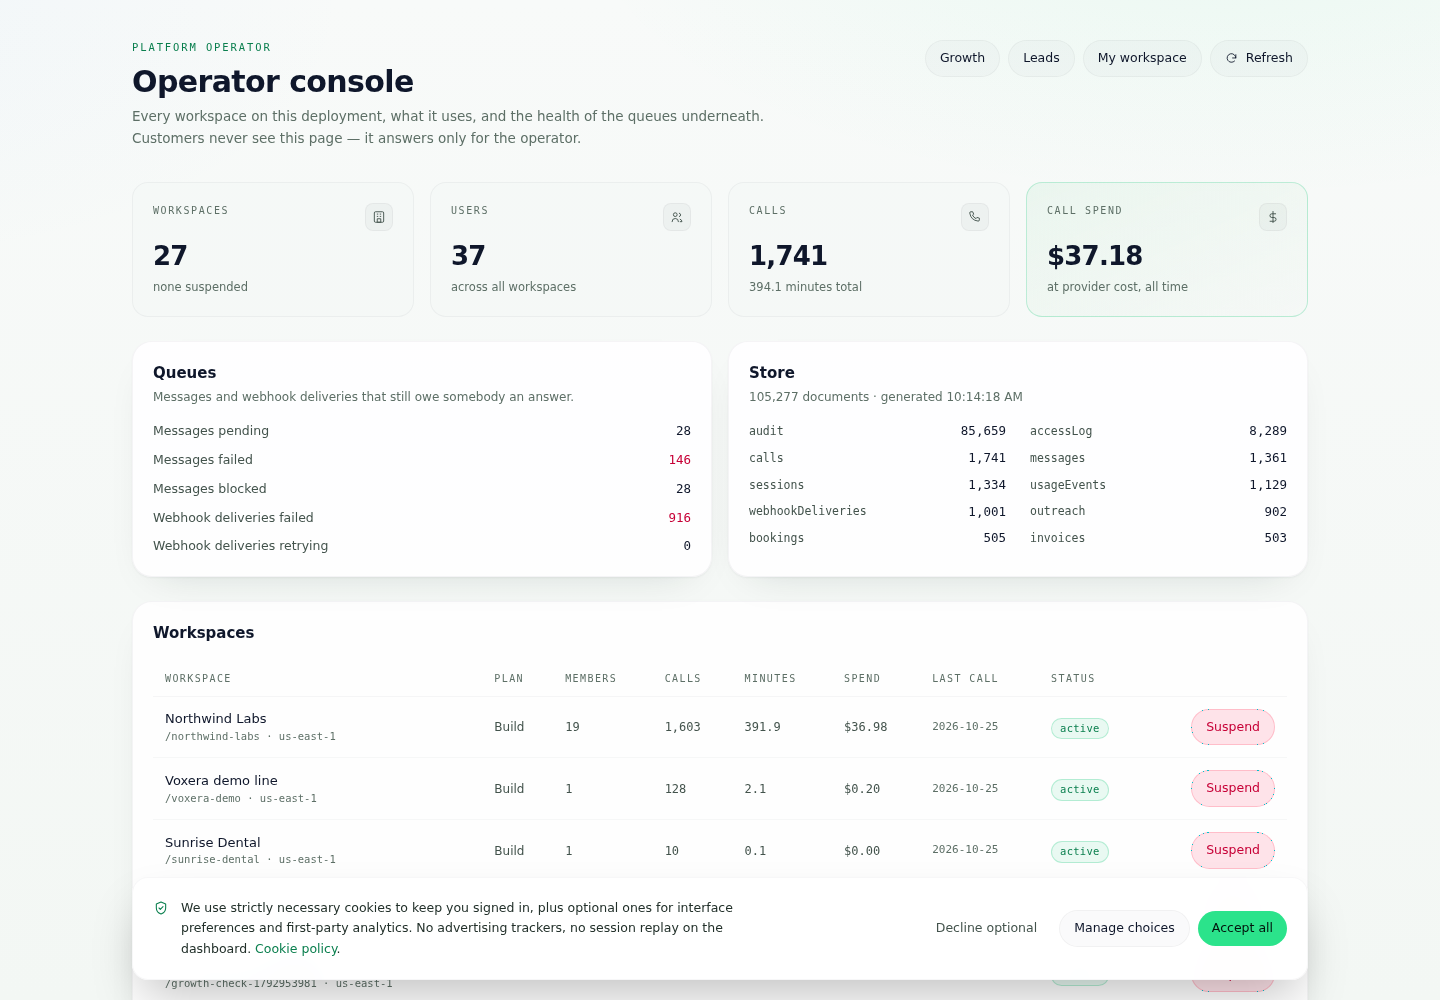 PLATFORM OPERATOR
Operator console
Every workspace on this deployment, what it uses, and the health of the queues underneath.
Customers never see this page — it answers only for the operator.
Growth
Leads
My workspace
Refresh
WORKSPACES
27
none suspended
USERS
37
across all workspaces
CALLS
1,741
394.1 minutes total
CALL SPEND
$37.18
at provider cost, all time
Queues
Messages and webhook deliveries that still owe somebody an answer.
Messages pending 28
Messages failed 146
Messages blocked 28
Webhook deliveries failed 916
Webhook deliveries retrying 0
Store
105,277 documents · generated 10:14:18 AM
audit 85,659 accessLog 8,289
calls 1,741 messages 1,361
sessions 1,334 usageEvents 1,129
webhookDeliveries 1,001 outreach 902
bookings 505 invoices 503
Workspaces
WORKSPACE PLAN MEMBERS CALLS MINUTES SPEND LAST CALL STATUS
Northwind Labs
/northwind-labs · us-east-1
Build 19 1,603 391.9 $36.98 2026-10-25 active Suspend
Voxera demo line
/voxera-demo · us-east-1
Build 1 128 2.1 $0.20 2026-10-25 active Suspend
Sunrise Dental
/sunrise-dental · us-east-1
Build 1 10 0.1 $0.00 2026-10-25 active Suspend
We use strictly necessary cookies to keep you signed in, plus optional ones for interface
preferences and first-party analytics. No advertising trackers, no session replay on the
dashboard. Cookie policy.
Decline optional
Manage choices
Accept all
/growth-check-1792953981 · us-east-1